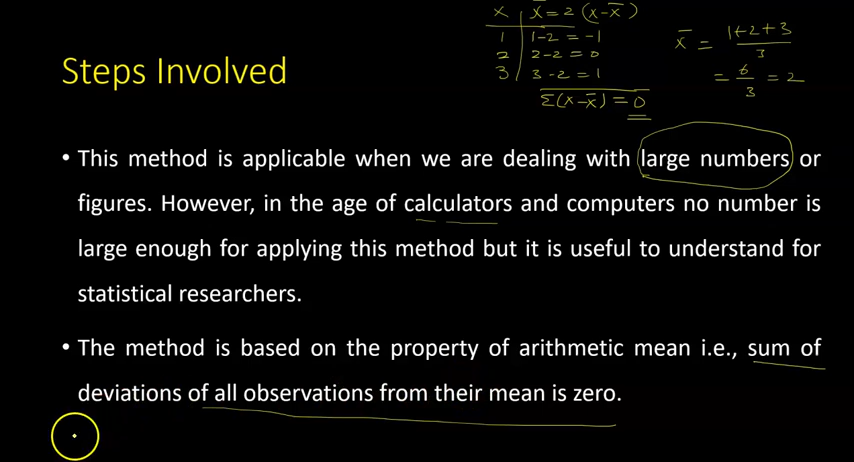 X X̄ = 2 (X-X̄)
1 1-2 = -1
2 2-2 = 0
3 3-2 = 1
Σ(X-X̄) = 0
X̄ = 1+2+3 / 3
= 6/3 = 2
Steps Involved
• This method is applicable when we are dealing with large numbers or
figures. However, in the age of calculators and computers no number is
large enough for applying this method but it is useful to understand for
statistical researchers.
• The method is based on the property of arithmetic mean i.e., sum of
deviations of all observations from their mean is zero.